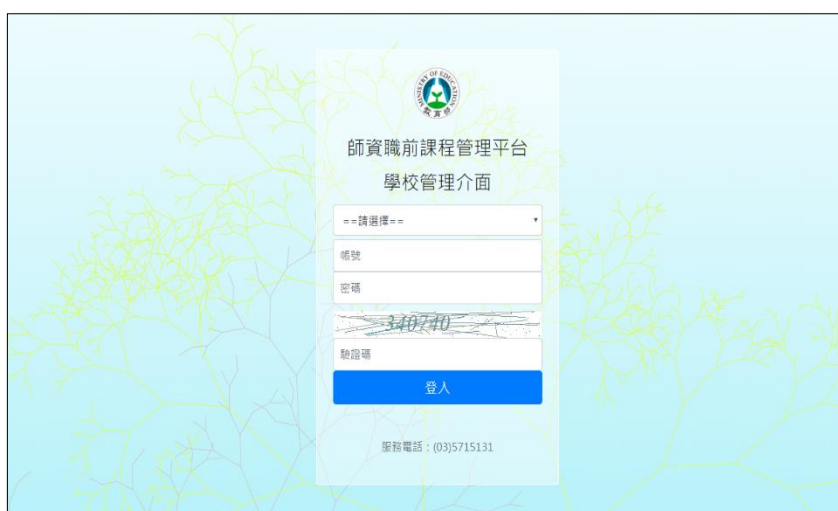 MINISTRY OF EDUCATION
教育部
師資職前課程管理平台
學校管理介面
==請選擇==
帳號
密碼
340740
驗證碼
登入
服務電話：(03)5715131